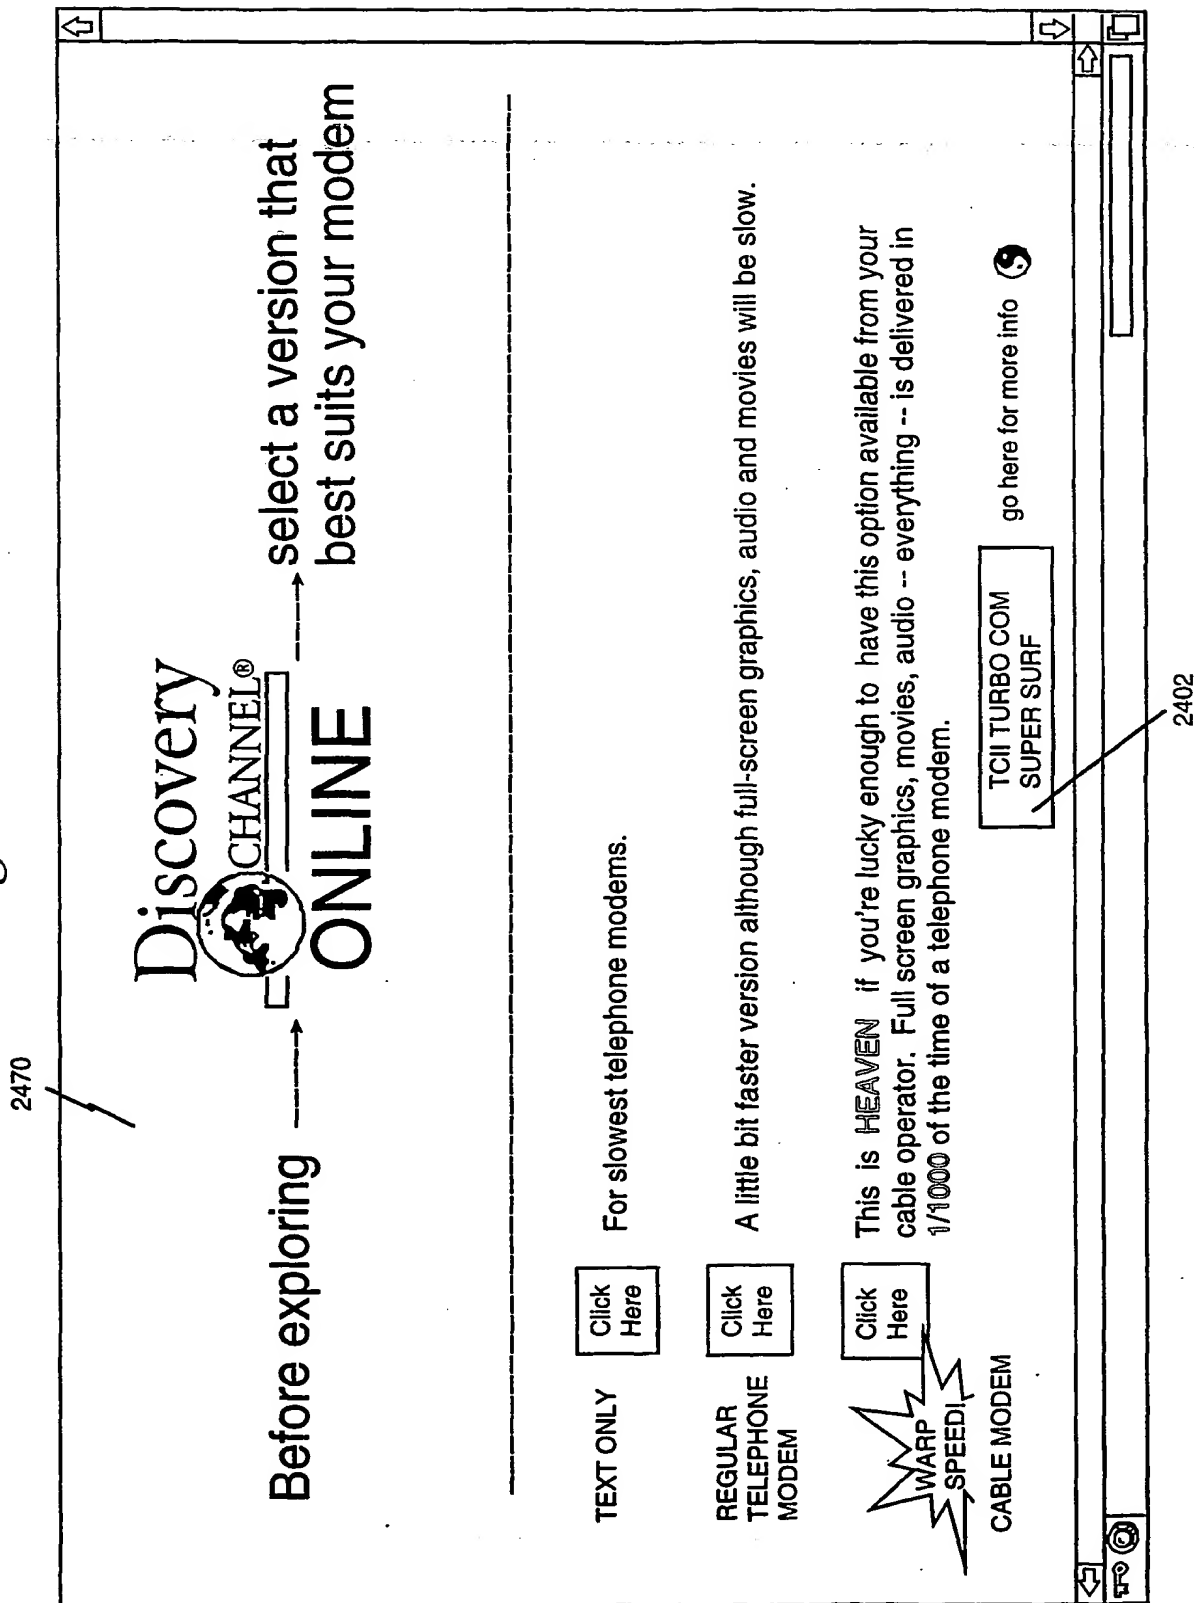 2470
Before exploring
Discovery
CHANNEL®
ONLINE
select a version that
best suits your modem
TEXT ONLY
Click
Here
For slowest telephone modems.
REGULAR
TELEPHONE
MODEM
Click
Here
A little bit faster version although full-screen graphics, audio and movies will be slow.
WARP
SPEED!
CABLE MODEM
Click
Here
This is HEAVEN if you're lucky enough to have this option available from your
cable operator. Full screen graphics, movies, audio -- everything -- is delivered in
1/1000 of the time of a telephone modem.
TCII TURBO COM
SUPER SURF
go here for more info
2402